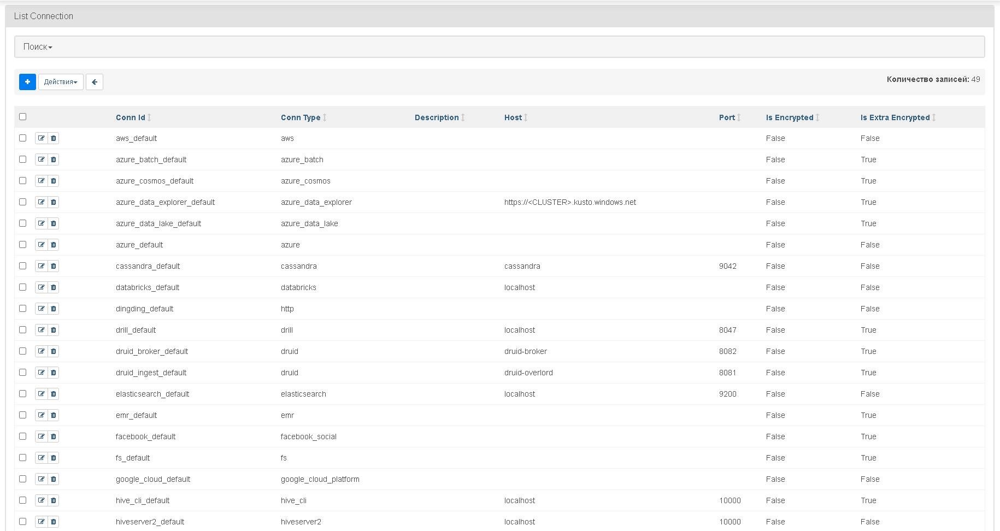 List Connection
Поиск
Действия
Количество записей: 49
Conn Id Conn Type Description Host Port Is Encrypted Is Extra Encrypted
aws_default aws False False
azure_batch_default azure_batch False True
azure_cosmos_default azure_cosmos False True
azure_data_explorer_default azure_data_explorer https://<CLUSTER>.kusto.windows.net False True
azure_data_lake_default azure_data_lake False True
azure_default azure False False
cassandra_default cassandra cassandra 9042 False False
databricks_default databricks localhost False False
dingding_default http False False
drill_default drill localhost 8047 False True
druid_broker_default druid druid-broker 8082 False True
druid_ingest_default druid druid-overlord 8081 False True
elasticsearch_default elasticsearch localhost 9200 False False
emr_default emr False True
facebook_default facebook_social False True
fs_default fs False True
google_cloud_default google_cloud_platform False False
hive_cli_default hive_cli localhost 10000 False True
hiveserver2_default hiveserver2 localhost 10000 False False